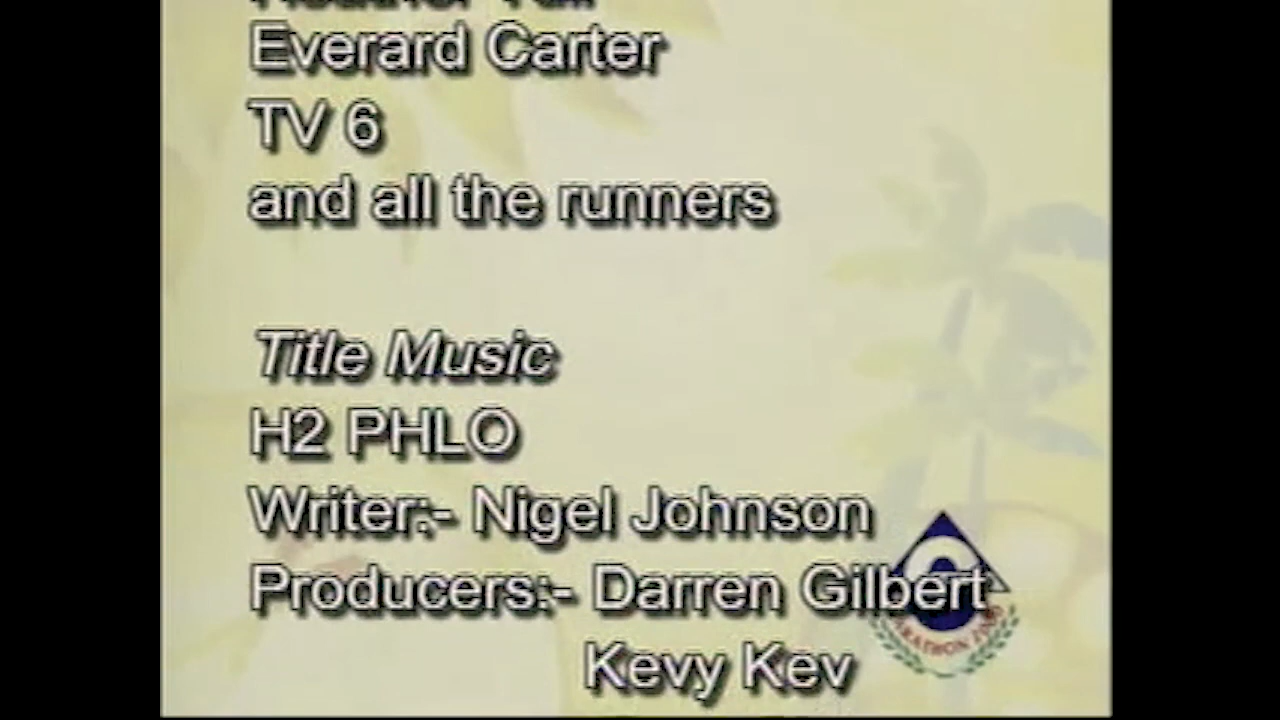 Everard Carter
TV 6
and all the runners
Title Music
H2 PHLO
Writer:- Nigel Johnson
Producers:- Darren Gilbert
Kevy Kev